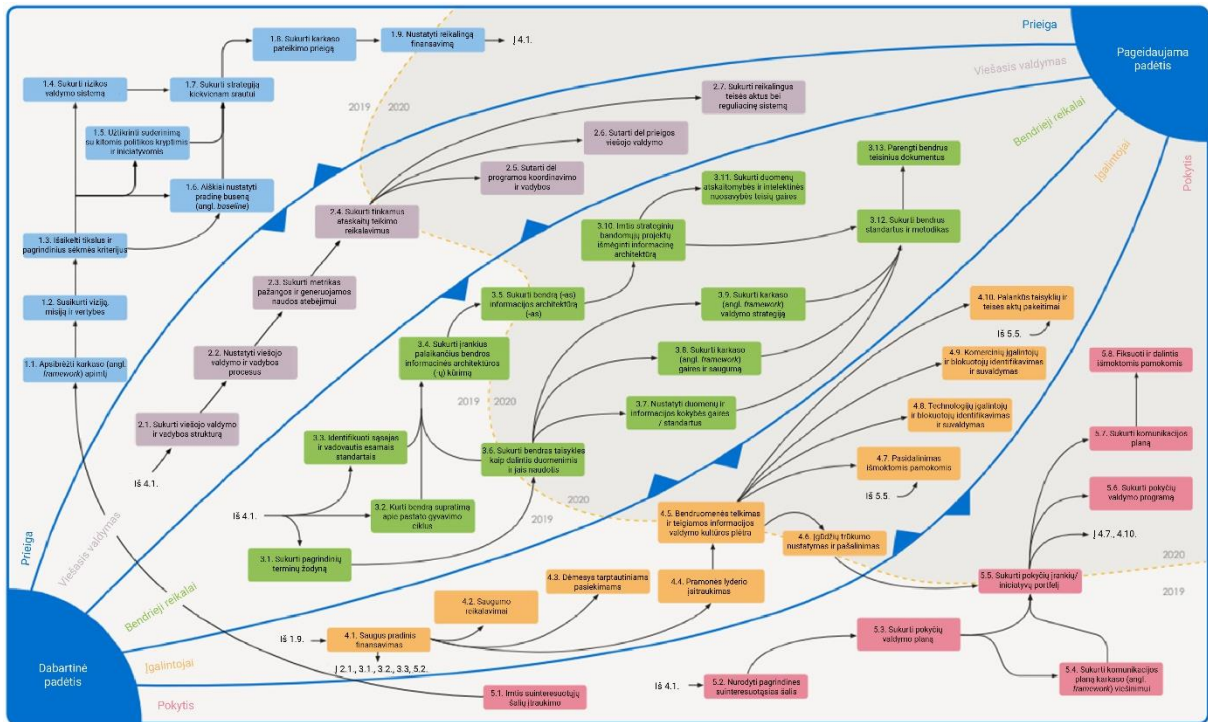 Prieiga
Viešasis valdymas
Bendrieji reikalai
Įgalintojai
Pokytis
Pageidaujama
padėtis
1.8. Sukurti karkaso
pateikimo prieigą
1.9. Nustatyti reikalingą
finansavimą
Į 4.1.
1.4. Sukurti rizikos
valdymo sistemą
1.7. Sukurti strategiją
kiekvienam srautui
1.5. Užtikrinti suderinimą
su kitomis politikos kryptimis
ir iniciatyvomis
1.6. Aiškiai nustatyti
pradinę buseną
(angl. baseline)
1.3. Išsikelti tikslus ir
pagrindinius sėkmės kriterijus
1.2. Susikurti viziją,
misiją ir vertybes
1.1. Apsibrėžti karkaso (angl.
framework) apimtį
2019
2020
2.7. Sukurti reikalingus
teisės aktus bei
reguliacinę sistemą
2.6. Sutarti dėl prieigos
viešojo valdymo
2.5. Sutarti dėl
programos koordinavimo
ir vadybos
2.4. Sukurti tinkamus
ataskaitų teikimo
reikalavimus
2.3. Sukurti metrikas
pažangos ir generuojamos
naudos atebėjimui
2.2. Nustatyti viešojo
valdymo ir vadybos
procesus
2.1. Sukurti viešojo valdymo
ir vadybos struktūrą
Iš 4.1.
3.13. Parengti bendrus
teisinius dokumentus
3.11. Sukurti duomenų
atskaitomybės ir intelektinės
nuosavybės teisių gaires
3.10. Imtis strateginių
bandomųjų projektų
išmėginti informacinę
architektūrą
3.12. Sukurti bendrus
standartus ir metodikas
3.5. Sukurti bendrą (-as)
informacijos architektūrą
(-as)
3.9. Sukurti karkaso
(angl. framework)
valdymo strategiją
3.4. Sukurti įrankius
palaikančius bendros
informacinės architektūros
(-ų) kūrimą
3.8. Sukurti karkaso
(angl. framework)
gaires ir saugumą
3.7. Nustatyti duomenų ir
informacijos kokybės gaires
/ standartus
2019
2020
3.3. Identifikuoti sąsajas
ir vadovautis esamais
standartais
3.6. Sukurti bendras taisykles
kaip dalintis duomenimis
ir jais naudotis
3.2. Kurti bendrą supratimą
apie pastato gyvavimo
ciklus
Iš 4.1.
3.1. Sukurti pagrindinių
terminų žodyną
2020
2019
4.10. Palankūs taisyklių ir
teisės aktų pakeitimai
Iš 5.5.
4.9. Komercinių įgalintojų
ir blokuotojų identifikavimas
ir suvaldymas
4.8. Technologijų įgalintojų
ir blokuotojų identifikavimas
ir suvaldymas
4.7. Pasidalinimas
išmoktomis pamokomis
Iš 5.5.
4.5. Bendruomenės telkimas
ir teigiamos informacijos
valdymo kultūros plėtra
4.6. Įgūdžių trūkumo
nustatymas ir pašalinimas
4.3. Dėmesys tarptautiniams
pasiekimams
4.4. Pramonės lyderio
įsitraukimas
4.2. Saugumo
reikalavimai
Iš 1.9.
4.1. Saugus pradinis
finansavimas
Į 2.1., 3.1., 3.2., 3.3, 5.2.
5.8. Fiksuoti ir dalintis
išmoktomis pamokomis
5.7. Sukurti komunikacijos
planą
5.6. Sukurti pokyčių
valdymo programą
Į 4.7., 4.10.
2020
2019
5.5. Sukurti pokyčių įrankių/
iniciatyvų portfelį
5.3. Sukurti pokyčių
valdymo planą
5.4. Sukurti komunikacijos
planą karkaso (angl.
framework) viešinimui
Iš 4.1.
5.2. Nurodyti pagrindines
suinteresuotąsias šalis
5.1. Imtis suinteresuotųjų
šalių įtraukimo
Prieiga
Viešasis valdymas
Bendrieji reikalai
Įgalintojai
Pokytis
Dabartinė
padėtis